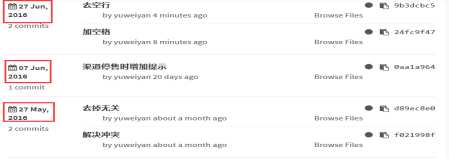 27 Jun, 2016
2 commits
去空行
by yuweiyan 4 minutes ago
Browse Files
9b3dcbc5
加空格
by yuweiyan 8 minutes ago
Browse Files
24fc9f47
07 Jun, 2016
1 commit
渠道停售时增加提示
by yuweiyan 20 days ago
Browse Files
0aa1a964
27 May, 2016
2 commits
去掉无关
by yuweiyan about a month ago
Browse Files
d89ec8e0
解决冲突
by yuweiyan about a month ago
Browse Files
f021998f